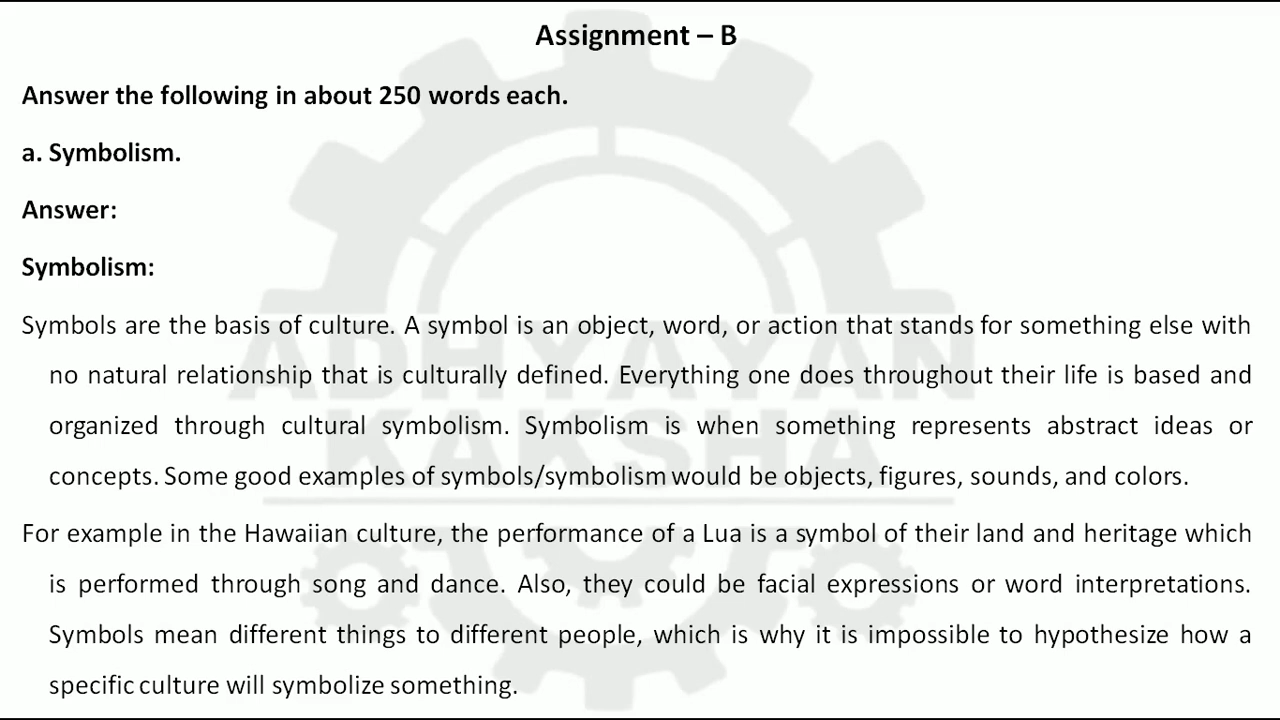 Assignment – B
Answer the following in about 250 words each.
a. Symbolism.
Answer:
Symbolism:
Symbols are the basis of culture. A symbol is an object, word, or action that stands for something else with
no natural relationship that is culturally defined. Everything one does throughout their life is based and
organized through cultural symbolism. Symbolism is when something represents abstract ideas or
concepts. Some good examples of symbols/symbolism would be objects, figures, sounds, and colors.
For example in the Hawaiian culture, the performance of a Lua is a symbol of their land and heritage which
is performed through song and dance. Also, they could be facial expressions or word interpretations.
Symbols mean different things to different people, which is why it is impossible to hypothesize how a
specific culture will symbolize something.
ADHYAYAN
KAKSHA